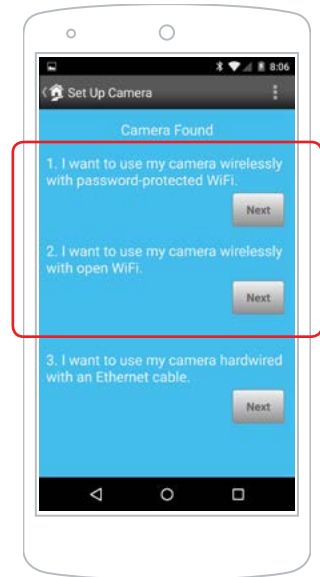 8:06
Set Up Camera
Camera Found
1. I want to use my camera wirelessly
with password-protected WiFi.
Next
2. I want to use my camera wirelessly
with open WiFi.
Next
3. I want to use my camera hardwired
with an Ethernet cable.
Next